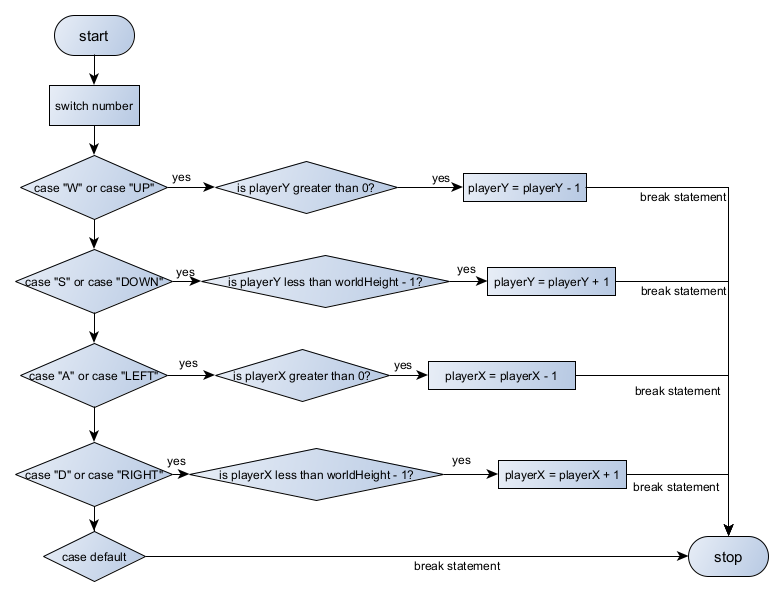 start
switch number
case "W" or case "UP"
yes
is playerY greater than 0?
yes
playerY = playerY - 1
break statement
case "S" or case "DOWN"
yes
is playerY less than worldHeight - 1?
yes
playerY = playerY + 1
break statement
case "A" or case "LEFT"
yes
is playerX greater than 0?
yes
playerX = playerX - 1
break statement
case "D" or case "RIGHT"
yes
is playerX less than worldHeight - 1?
yes
playerX = playerX + 1
break statement
case default
break statement
stop